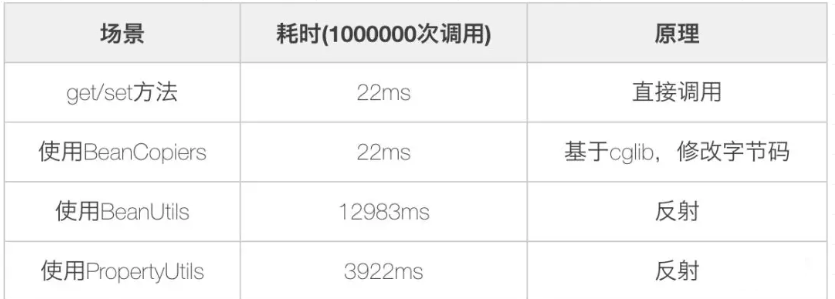 场景 耗时(1000000次调用) 原理
get/set方法 22ms 直接调用
使用BeanCopiers 22ms 基于cglib，修改字节码
使用BeanUtils 12983ms 反射
使用PropertyUtils 3922ms 反射